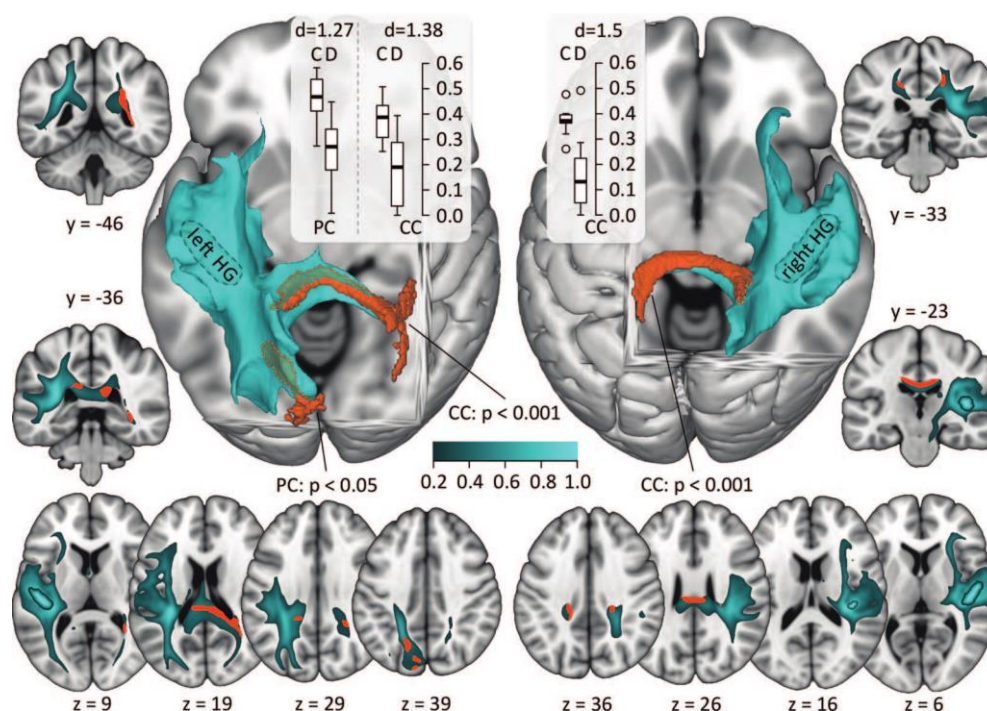 d=1.27 d=1.38
C D C D
0.6
0.5
0.4
0.3
0.2
0.1
0.0
PC CC
d=1.5
C D
0.6
0.5
0.4
0.3
0.2
0.1
0.0
CC
y = -46
y = -33
left HG
right HG
y = -36
y = -23
CC: p < 0.001
PC: p < 0.05
0.2 0.4 0.6 0.8 1.0
CC: p < 0.001
z = 9 z = 19 z = 29 z = 39 z = 36 z = 26 z = 16 z = 6